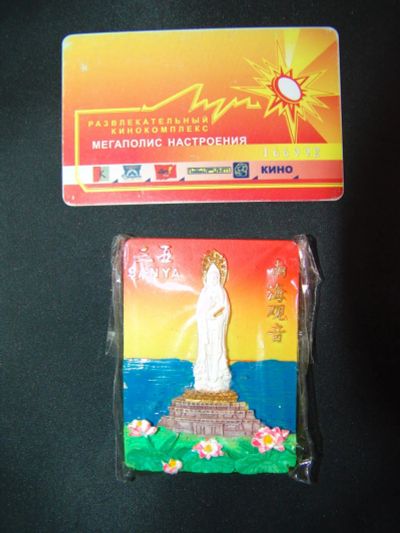 РАЗВЛЕКАТЕЛЬНЫЙ
КИНОКОМПЛЕКС
МЕГАПОЛИС НАСТРОЕНИЯ
КИНО
三亚
SANYA
南海观音